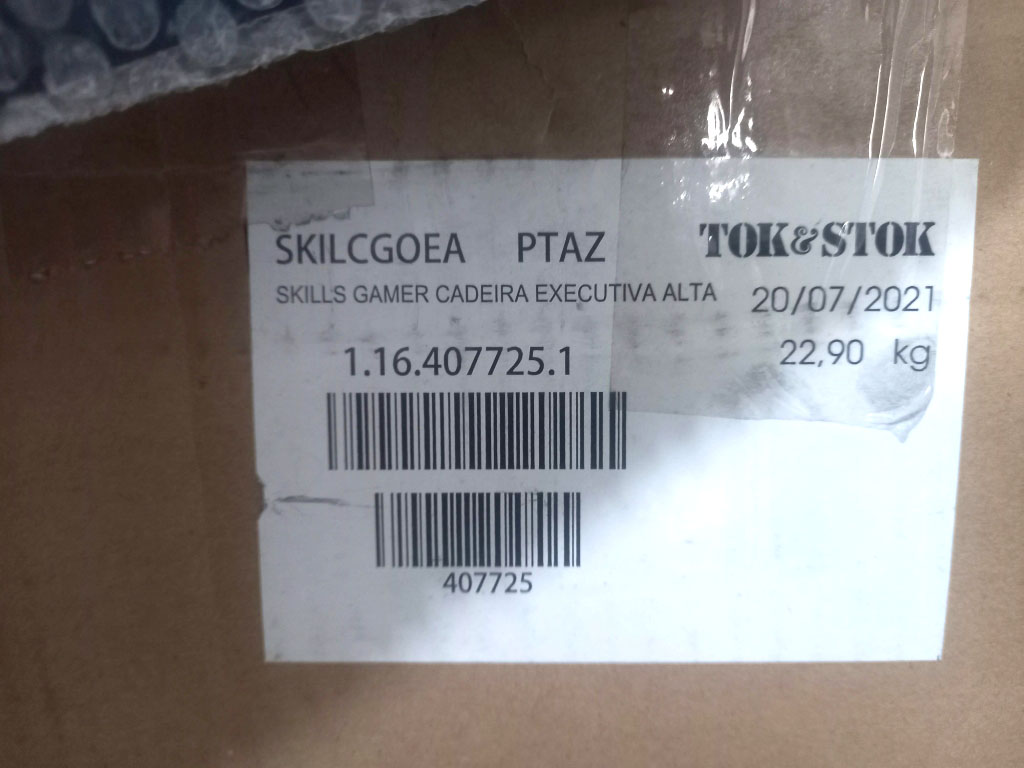 SKILCGOEA PTAZ TOK&STOK
SKILLS GAMER CADEIRA EXECUTIVA ALTA 20/07/2021
1.16.407725.1 22,90 kg
407725